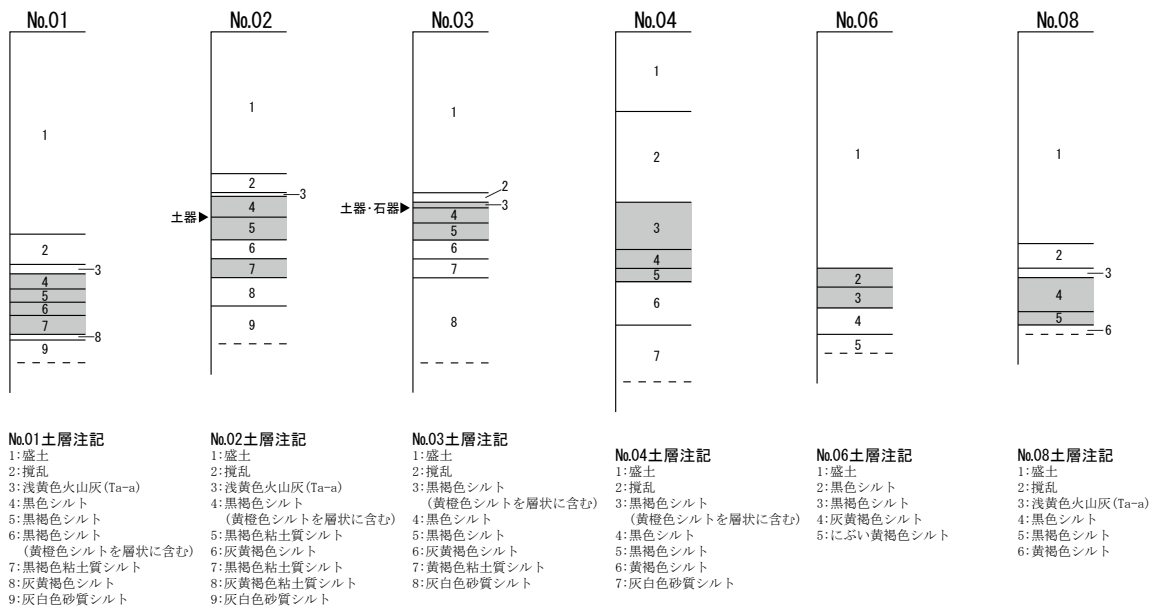 No.01
1
2
3
4
5
6
7
8
9
No.02
1
2
3
土器▶
4
5
6
7
8
9
No.03
1
2
土器・石器▶
3
4
5
6
7
8
No.04
1
2
3
4
5
6
7
No.06
1
2
3
4
5
No.08
1
2
3
4
5
6
No.01土層注記
1:盛土
2:撹乱
3:浅黄色火山灰(Ta-a)
4:黒色シルト
5:黒褐色シルト
6:黒褐色シルト
(黄橙色シルトを層状に含む)
7:黒褐色粘土質シルト
8:灰黄褐色シルト
9:灰白色砂質シルト
No.02土層注記
1:盛土
2:撹乱
3:浅黄色火山灰(Ta-a)
4:黒褐色シルト
(黄橙色シルトを層状に含む)
5:黒褐色粘土質シルト
6:灰黄褐色シルト
7:黒褐色粘土質シルト
8:灰黄褐色粘土質シルト
9:灰白色砂質シルト
No.03土層注記
1:盛土
2:撹乱
3:黒褐色シルト
(黄橙色シルトを層状に含む)
4:黒色シルト
5:黒褐色シルト
6:灰黄褐色シルト
7:黄褐色粘土質シルト
8:灰白色砂質シルト
No.04土層注記
1:盛土
2:撹乱
3:黒褐色シルト
(黄橙色シルトを層状に含む)
4:黒色シルト
5:黒褐色シルト
6:黄褐色シルト
7:灰白色砂質シルト
No.06土層注記
1:盛土
2:黒色シルト
3:黒褐色シルト
4:灰黄褐色シルト
5:にぶい黄褐色シルト
No.08土層注記
1:盛土
2:撹乱
3:浅黄色火山灰(Ta-a)
4:黒色シルト
5:黒褐色シルト
6:黄褐色シルト